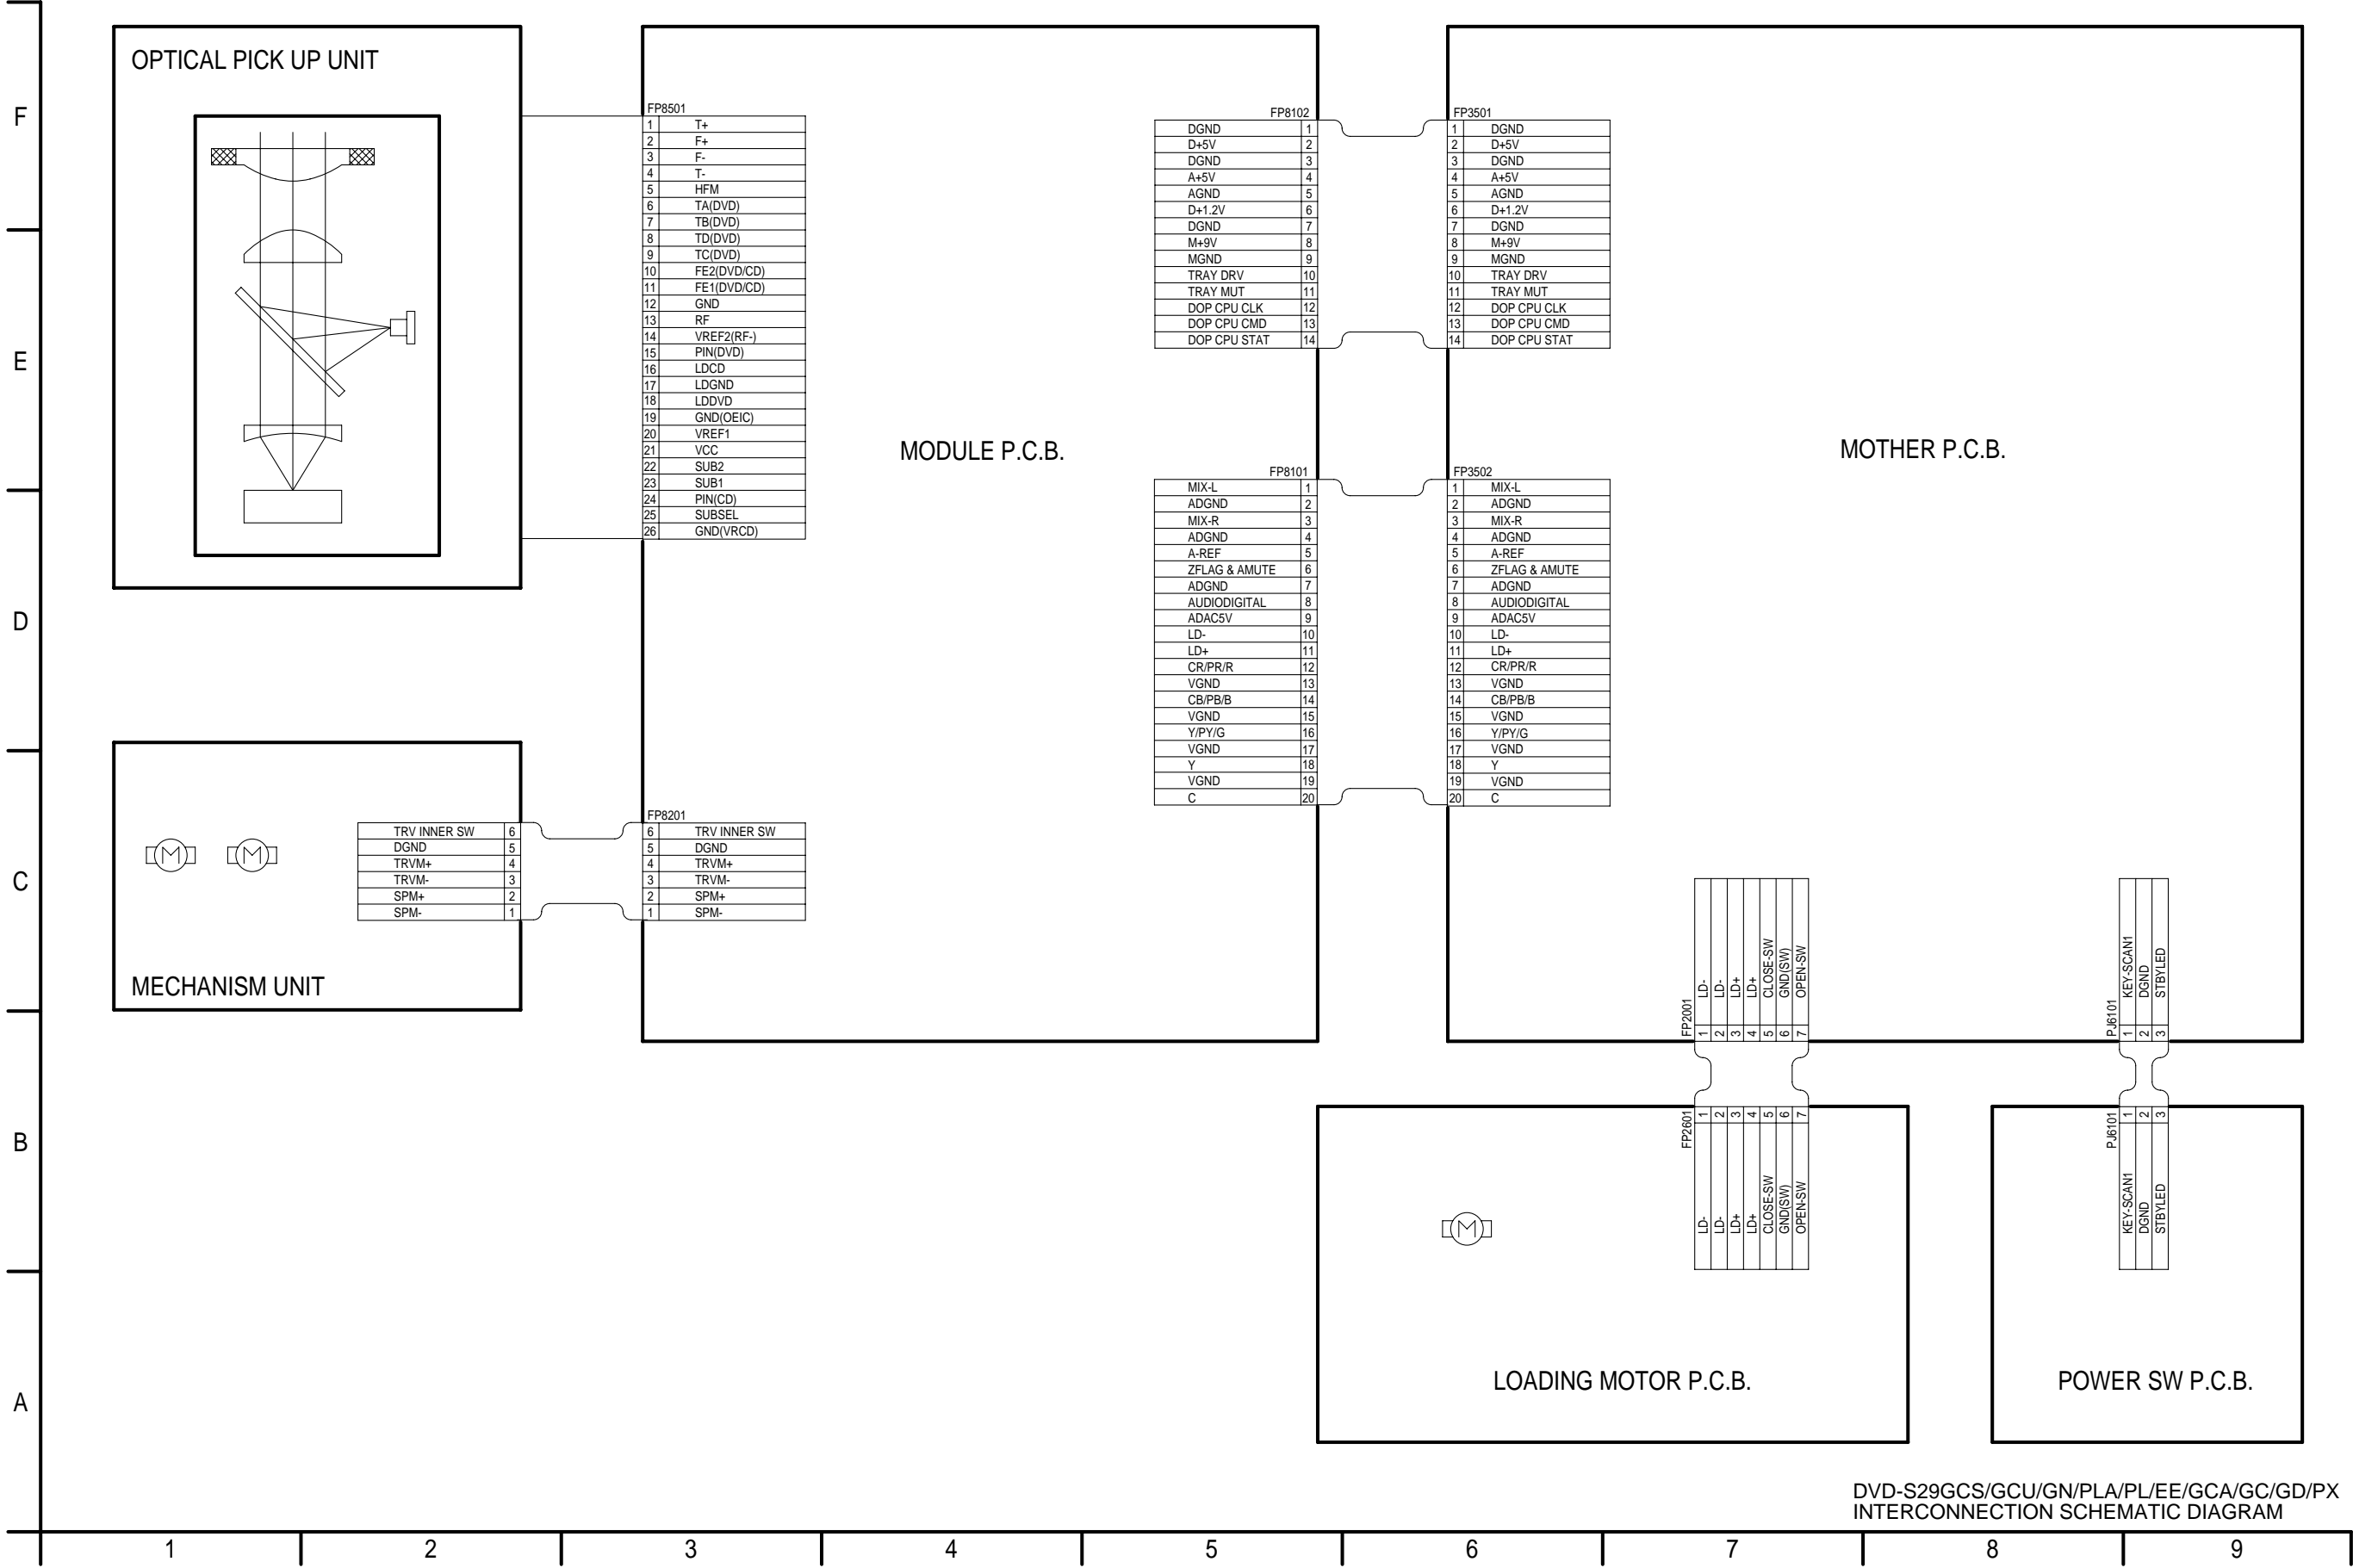 OPTICAL PICK UP UNIT
FP8501
1 T+
2 F+
3 F-
4 T-
5 HFM
6 TA(DVD)
7 TB(DVD)
8 TD(DVD)
9 TC(DVD)
10 FE2(DVD/CD)
11 FE1(DVD/CD)
12 GND
13 RF
14 VREF2(RF-)
15 PIN(DVD)
16 LDCD
17 LDGND
18 LDDVD
19 GND(OEIC)
20 VREF1
21 VCC
22 SUB2
23 SUB1
24 PIN(CD)
25 SUBSEL
26 GND(VRCD)
MODULE P.C.B.
FP8102
DGND 1
D+5V 2
DGND 3
A+5V 4
AGND 5
D+1.2V 6
DGND 7
M+9V 8
MGND 9
TRAY DRV 10
TRAY MUT 11
DOP CPU CLK 12
DOP CPU CMD 13
DOP CPU STAT 14
FP3501
1 DGND
2 D+5V
3 DGND
4 A+5V
5 AGND
6 D+1.2V
7 DGND
8 M+9V
9 MGND
10 TRAY DRV
11 TRAY MUT
12 DOP CPU CLK
13 DOP CPU CMD
14 DOP CPU STAT
MOTHER P.C.B.
FP8101
MIX-L 1
ADGND 2
MIX-R 3
ADGND 4
A-REF 5
ZFLAG & AMUTE 6
ADGND 7
AUDIODIGITAL 8
ADAC5V 9
LD- 10
LD+ 11
CR/PR/R 12
VGND 13
CB/PB/B 14
VGND 15
Y/PY/G 16
VGND 17
Y 18
VGND 19
C 20
FP3502
1 MIX-L
2 ADGND
3 MIX-R
4 ADGND
5 A-REF
6 ZFLAG & AMUTE
7 ADGND
8 AUDIODIGITAL
9 ADAC5V
10 LD-
11 LD+
12 CR/PR/R
13 VGND
14 CB/PB/B
15 VGND
16 Y/PY/G
17 VGND
18 Y
19 VGND
20 C
M M
TRV INNER SW 6
DGND 5
TRVM+ 4
TRVM- 3
SPM+ 2
SPM- 1
MECHANISM UNIT
FP8201
6 TRV INNER SW
5 DGND
4 TRVM+
3 TRVM-
2 SPM+
1 SPM-
FP2001
1 LD-
2 LD-
3 LD+
4 LD+
5 CLOSE-SW
6 GND(SW)
7 OPEN-SW
PJ6101
1 KEY-SCAN1
2 DGND
3 STBYLED
FP2601
LD- 1
LD- 2
LD+ 3
LD+ 4
CLOSE-SW 5
GND(SW) 6
OPEN-SW 7
M
LOADING MOTOR P.C.B.
PJ6101
KEY-SCAN1 1
DGND 2
STBYLED 3
POWER SW P.C.B.
DVD-S29GCS/GCU/GN/PLA/PL/EE/GCA/GC/GD/PX
INTERCONNECTION SCHEMATIC DIAGRAM
F
E
D
C
B
A
1 2 3 4 5 6 7 8 9